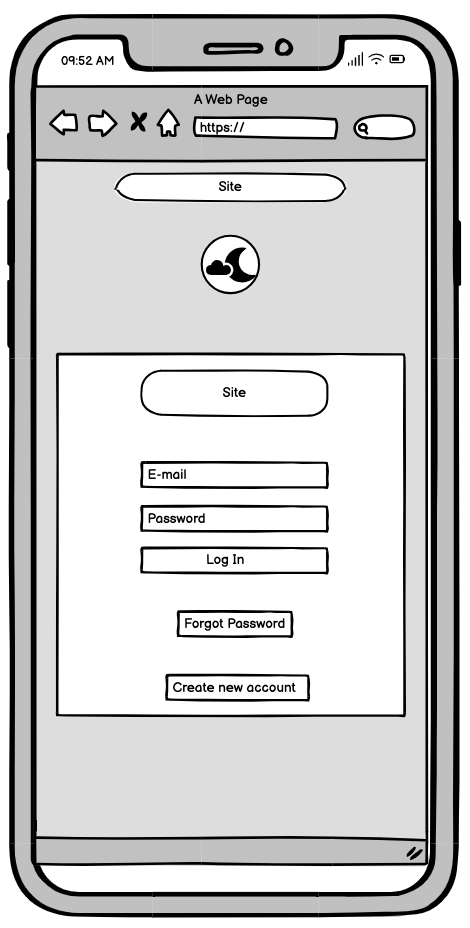 09:52 AM
A Web Page
https://
Site
Site
E-mail
Password
Log In
Forgot Password
Create new account